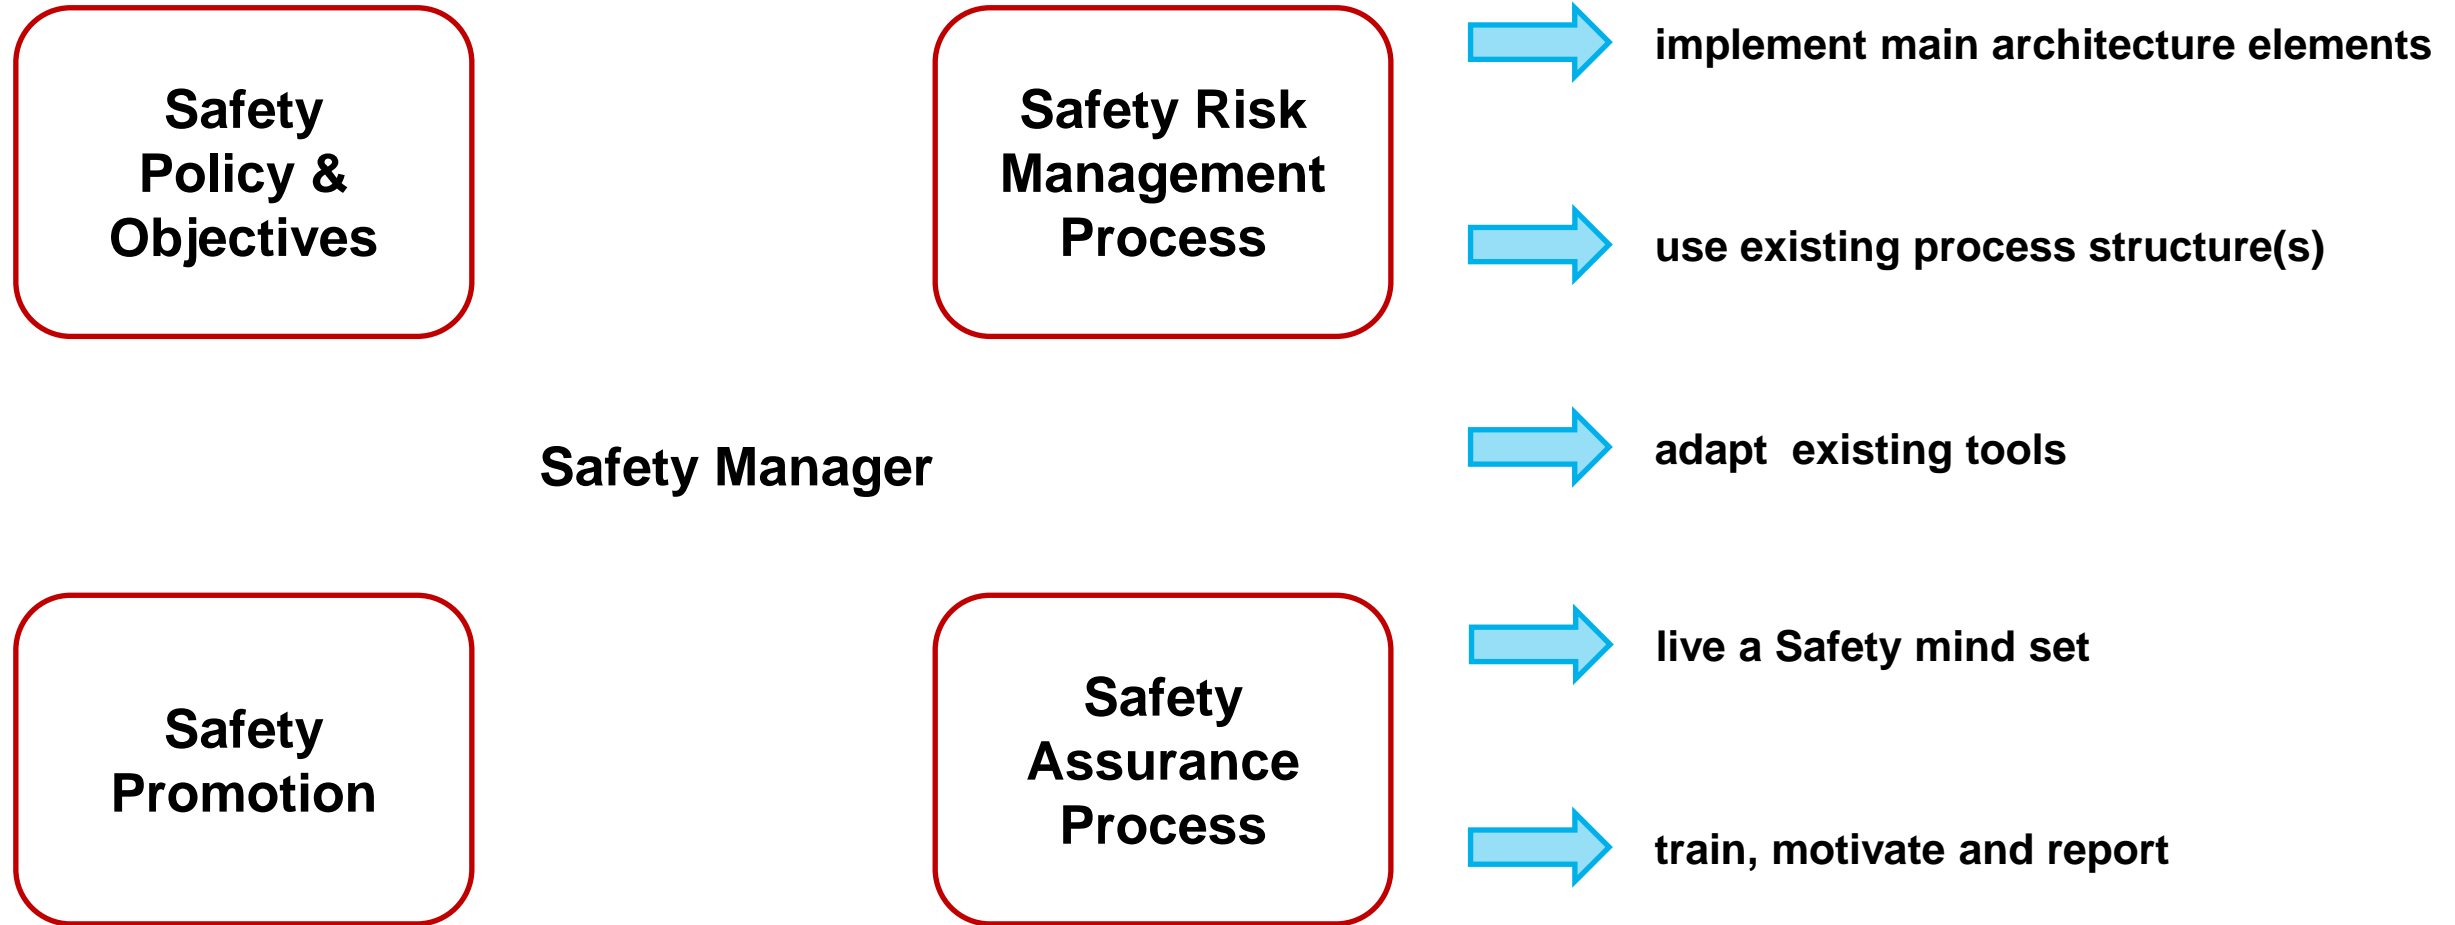 Safety
Policy &
Objectives
Safety Risk
Management
Process
Safety Manager
Safety
Promotion
Safety
Assurance
Process
implement main architecture elements
use existing process structure(s)
adapt  existing tools
live a Safety mind set
train, motivate and report